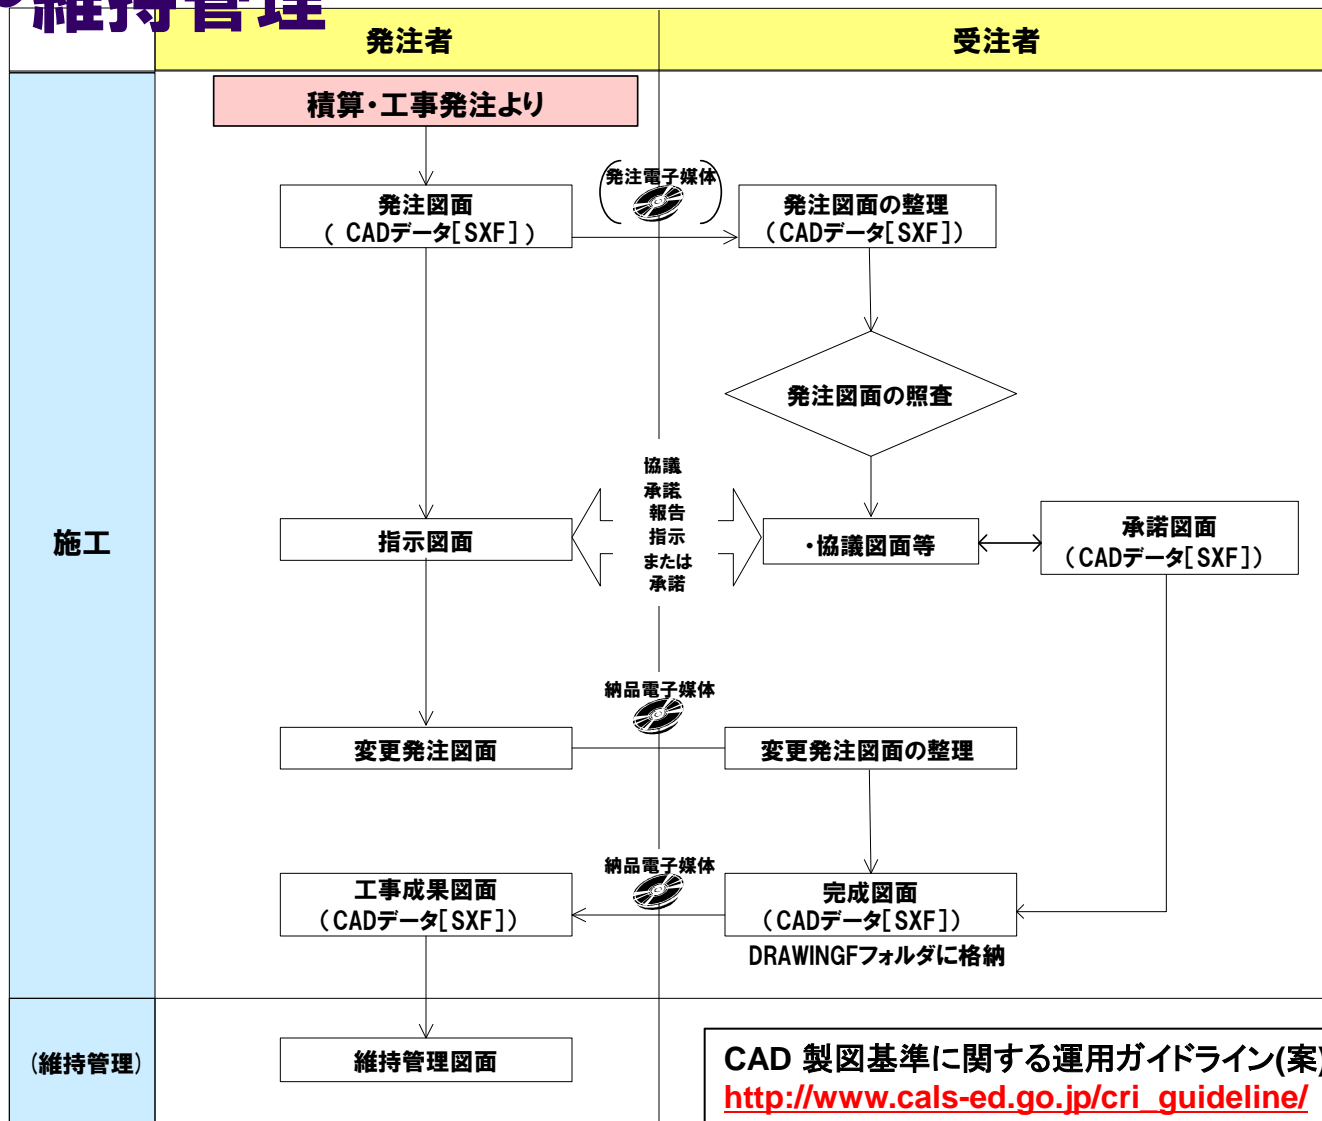 維持管理
発注者
受注者
積算・工事発注より
発注電子媒体
発注図面
( CADデータ[SXF] )
発注図面の整理
(CADデータ[SXF])
発注図面の照査
協議
承諾
報告
指示
または
承諾
施工
指示図面
・協議図面等
承諾図面
(CADデータ[SXF])
納品電子媒体
変更発注図面
変更発注図面の整理
納品電子媒体
工事成果図面
(CADデータ[SXF])
完成図面
(CADデータ[SXF])
DRAWINGFフォルダに格納
(維持管理)
維持管理図面
CAD 製図基準に関する運用ガイドライン(案)
http://www.cals-ed.go.jp/cri_guideline/